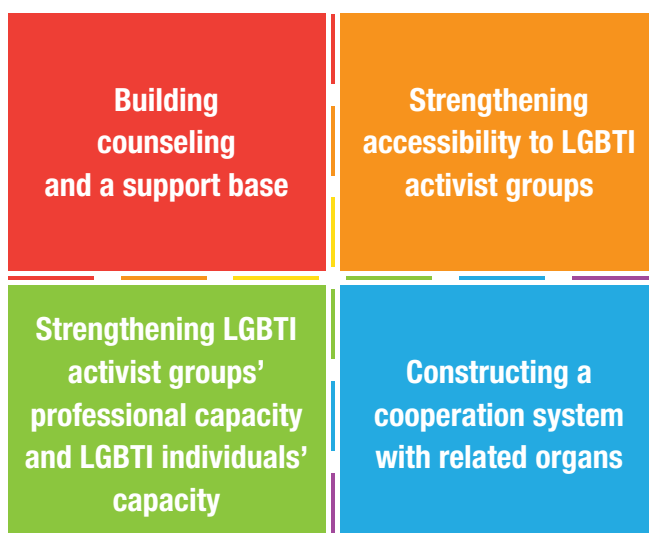 Building
counseling
and a support base
Strengthening
accessibility to LGBTI
activist groups
Strengthening LGBTI
activist groups’
professional capacity
and LGBTI individuals’
capacity
Constructing a
cooperation system
with related organs